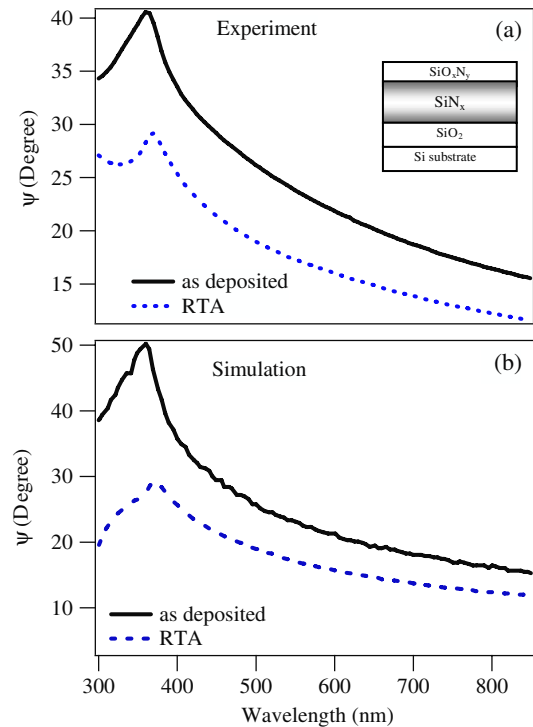 40
35
30
25
20
15
ψ (Degree)
Experiment
(a)
SiOxNy
SiNx
SiO2
Si substrate
as deposited
RTA
50
40
30
20
10
ψ (Degree)
Simulation
(b)
as deposited
RTA
300 400 500 600 700 800
Wavelength (nm)